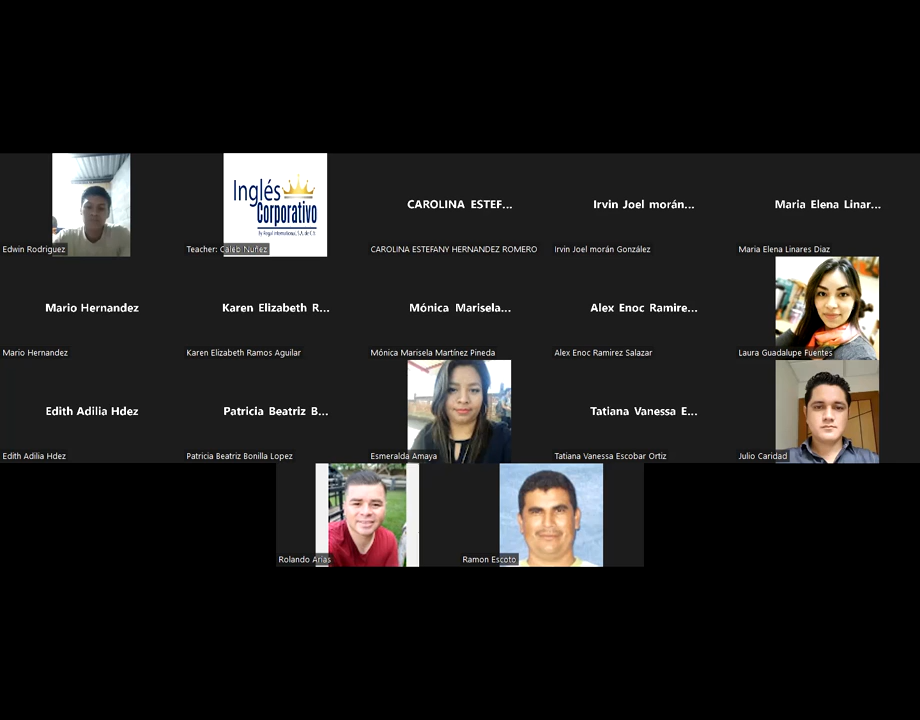 Inglés
Corporativo
By Regal International, S.A. de C.V.
CAROLINA ESTEF...
Irvin Joel morán...
Maria Elena Linar...
Edwin Rodriguez
Teacher: Caleb Nuñez
CAROLINA ESTEFANY HERNANDEZ ROMERO
Irvin Joel morán González
Maria Elena Linares Diaz
Mario Hernandez
Karen Elizabeth R...
Mónica Marisela...
Alex Enoc Ramire...
Mario Hernandez
Karen Elizabeth Ramos Aguilar
Mónica Marisela Martínez Pineda
Alex Enoc Ramirez Salazar
Laura Guadalupe Fuentes
Edith Adilia Hdez
Patricia Beatriz B...
Tatiana Vanessa E...
Edith Adilia Hdez
Patricia Beatriz Bonilla Lopez
Esmeralda Amaya
Tatiana Vanessa Escobar Ortiz
Julio Caridad
Rolando Arias
Ramon Escoto